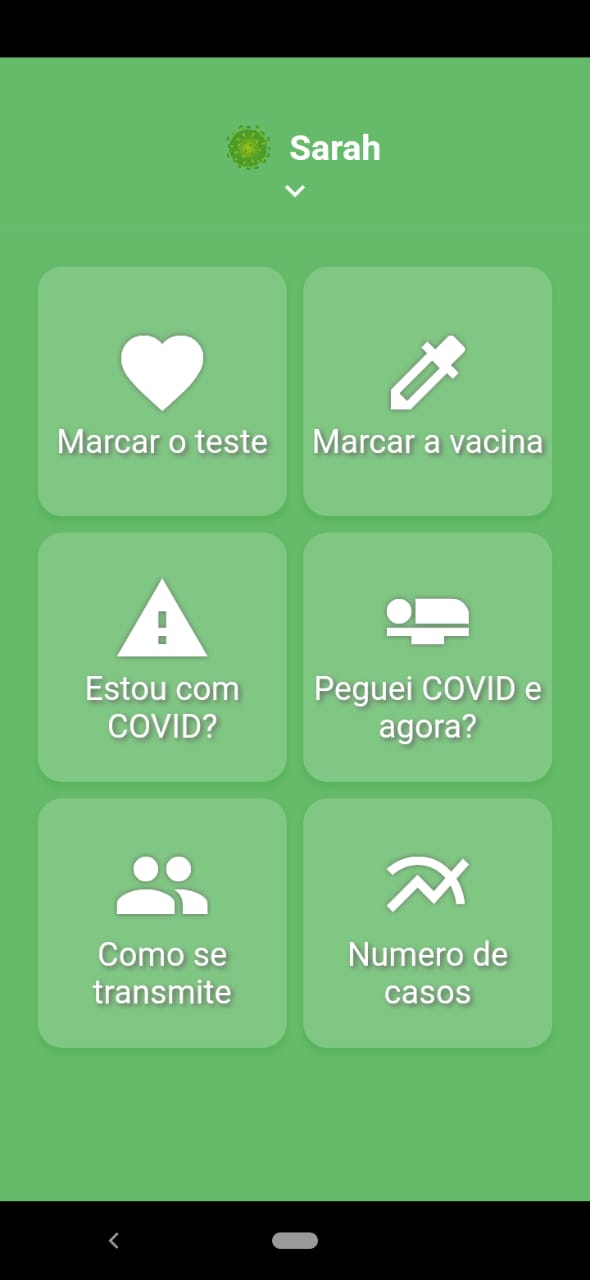 Sarah
Marcar o teste
Marcar a vacina
Estou com
COVID?
Peguei COVID e
agora?
Como se
transmite
Numero de
casos